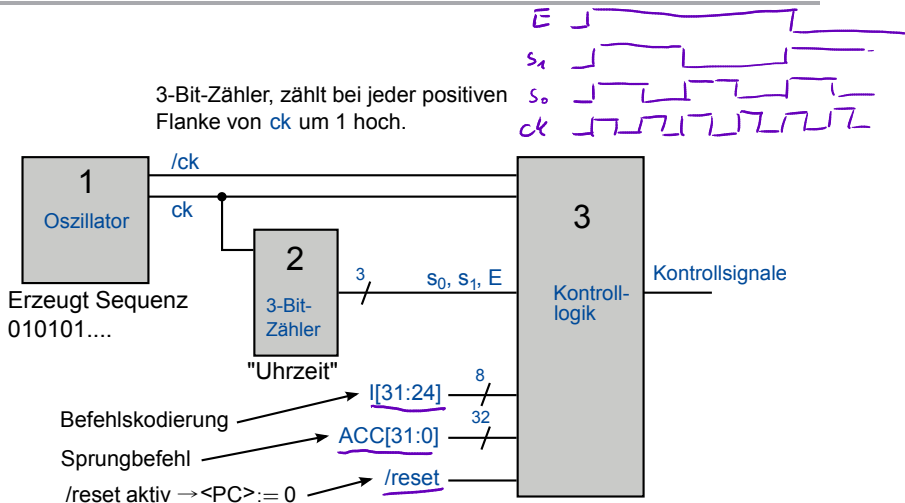 E
s₁
s₀
ck
3-Bit-Zähler, zählt bei jeder positiven
Flanke von ck um 1 hoch.
/ck
1
Oszillator
ck
Erzeugt Sequenz
010101....
2
3-Bit-
Zähler
"Uhrzeit"
3
s₀, s₁, E
3
Kontroll-
logik
Kontrollsignale
Befehlskodierung
I[31:24]
8
Sprungbefehl
ACC[31:0]
32
/reset aktiv →<PC>:= 0
/reset